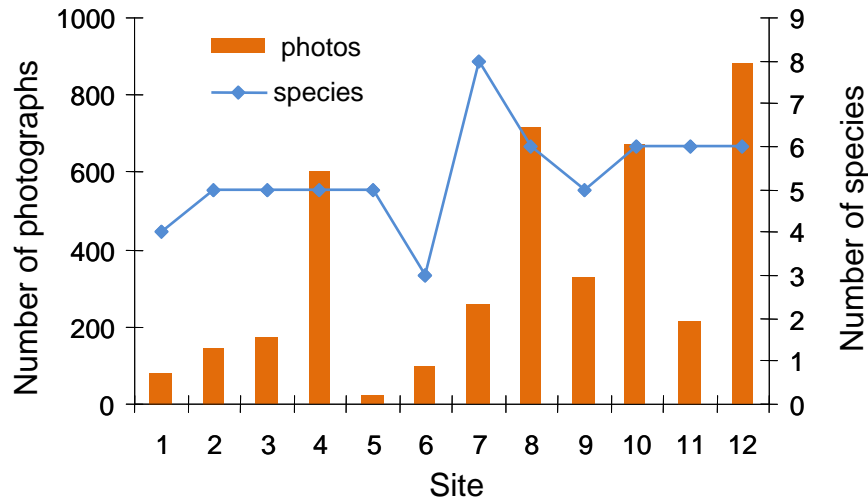 1000
800
600
400
200
0
Number of photographs
photos
species
9
8
7
6
5
4
3
2
1
0
Number of species
1 2 3 4 5 6 7 8 9 10 11 12
Site